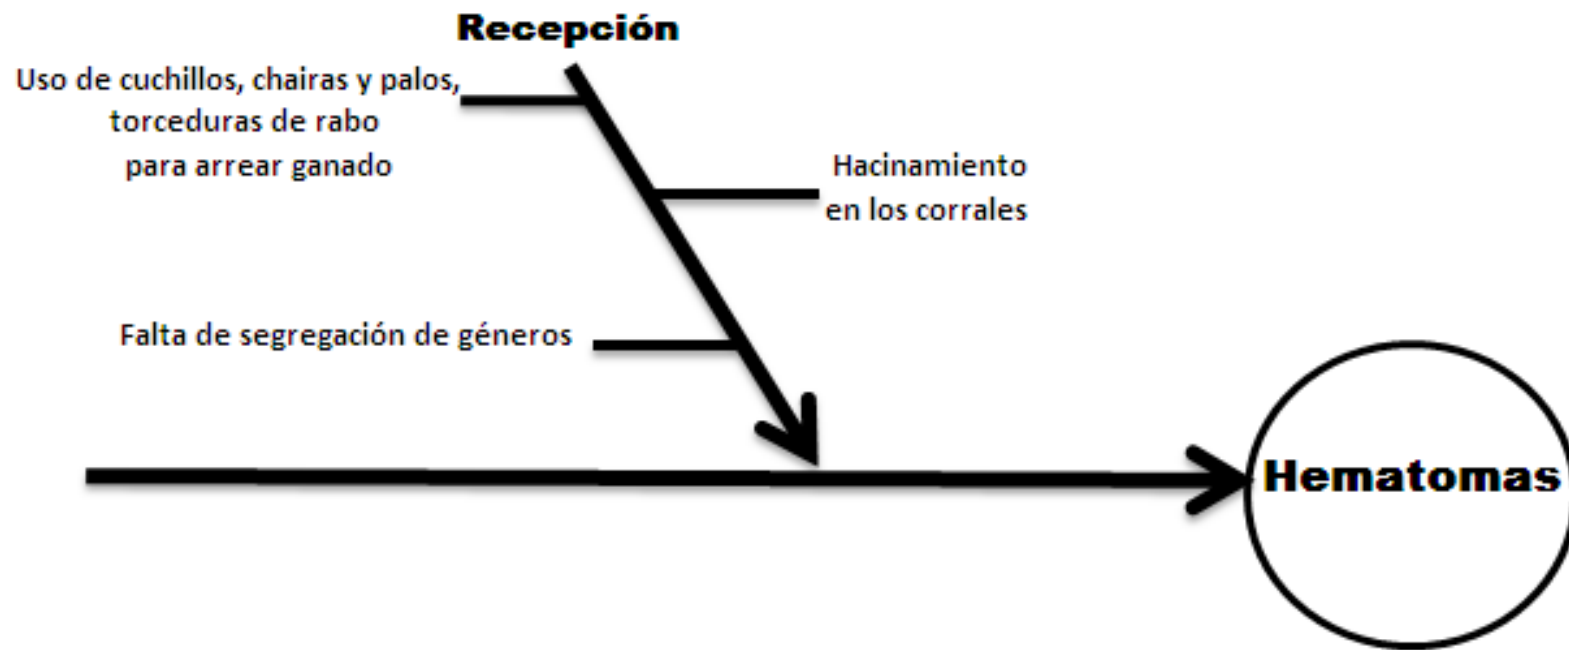 Recepción
Uso de cuchillos, chairas y palos,
torceduras de rabo
para arrear ganado
Hacinamiento
en los corrales
Falta de segregación de géneros
Hematomas